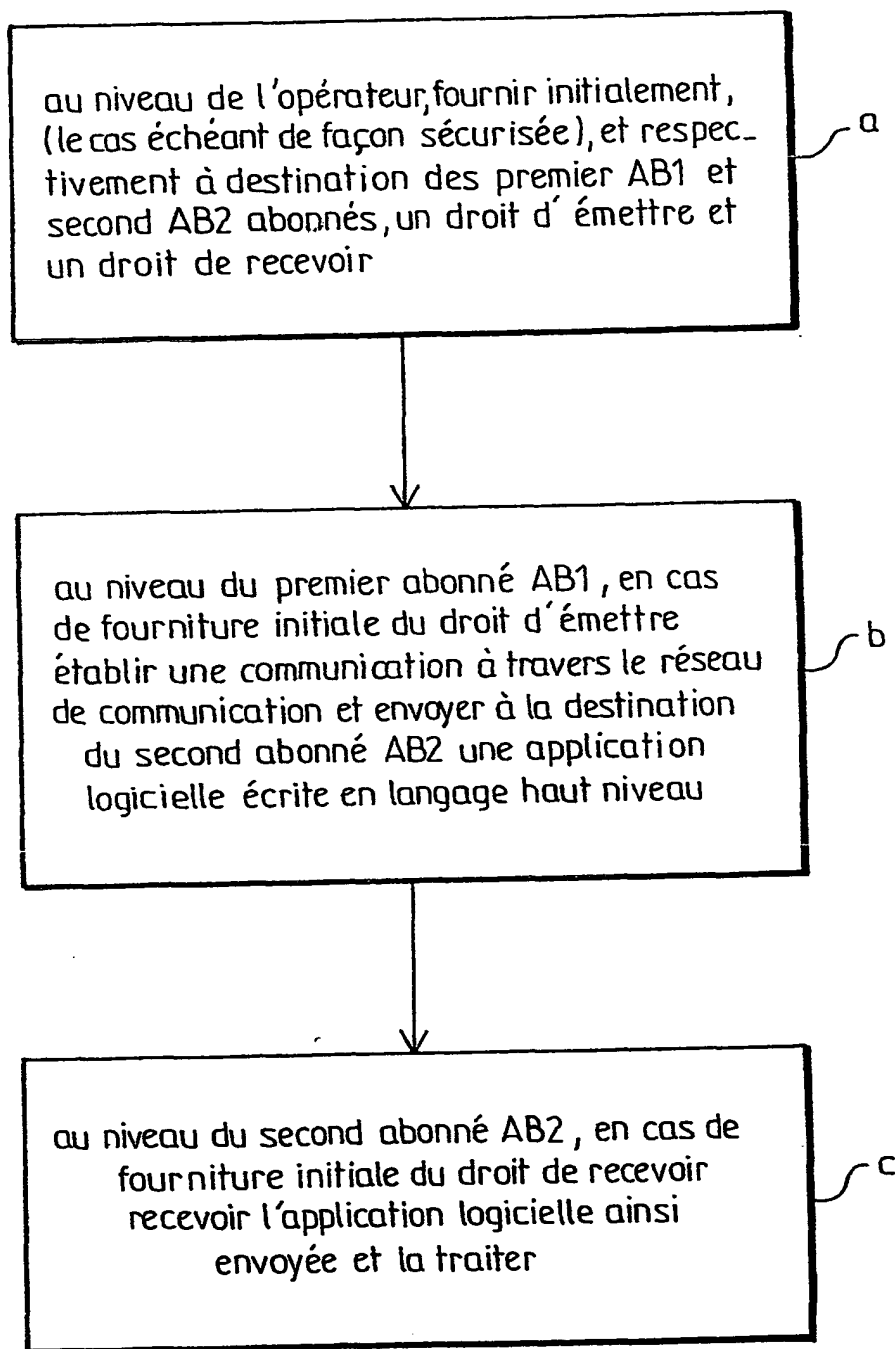 au niveau de l'opérateur, fournir initialement,
(le cas échéant de façon sécurisée), et respec-
tivement à destination des premier AB1 et
second AB2 abonnés, un droit d'émettre et
un droit de recevoir
a
au niveau du premier abonné AB1, en cas
de fourniture initiale du droit d'émettre
établir une communication à travers le réseau
de communication et envoyer à la destination
du second abonné AB2 une application
logicielle écrite en langage haut niveau
b
au niveau du second abonné AB2, en cas de
fourniture initiale du droit de recevoir
recevoir l'application logicielle ainsi
envoyée et la traiter
c